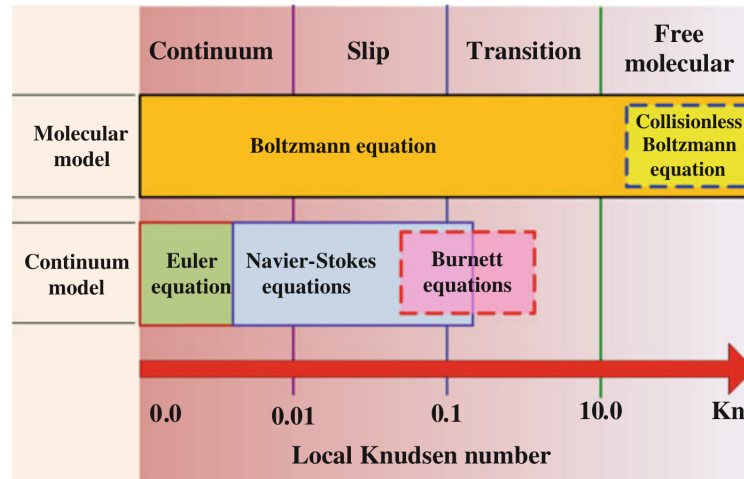 Continuum Slip Transition Free
molecular
Molecular
model
Boltzmann equation
Collisionless
Boltzmann
equation
Continuum
model
Euler
equation
Navier-Stokes
equations
Burnett
equations
0.0 0.01 0.1 10.0 Kn
Local Knudsen number